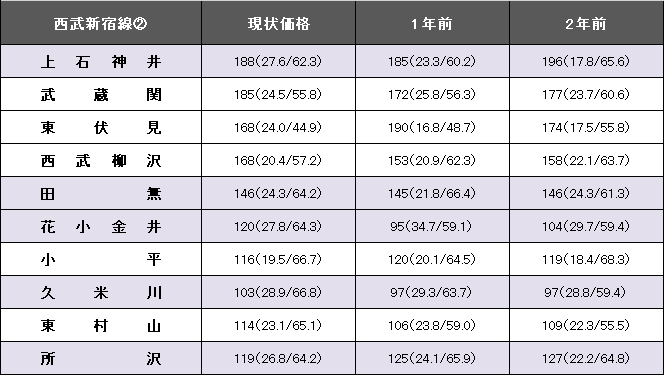 西武新宿線② 現状価格 1年前 2年前
上石神井 188(27.6/62.3) 185(23.3/60.2) 196(17.8/65.6)
武蔵関 185(24.5/55.8) 172(25.8/56.3) 177(23.7/60.6)
東伏見 168(24.0/44.9) 190(16.8/48.7) 174(17.5/55.8)
西武柳沢 168(20.4/57.2) 153(20.9/62.3) 158(22.1/63.7)
田無 146(24.3/64.2) 145(21.8/66.4) 146(24.3/61.3)
花小金井 120(27.8/64.3) 95(34.7/59.1) 104(29.7/59.4)
小平 116(19.5/66.7) 120(20.1/64.5) 119(18.4/68.3)
久米川 103(28.9/66.8) 97(29.3/63.7) 97(28.8/59.4)
東村山 114(23.1/65.1) 106(23.8/59.0) 109(22.3/55.5)
所沢 119(26.8/64.2) 125(24.1/65.9) 127(22.2/64.8)